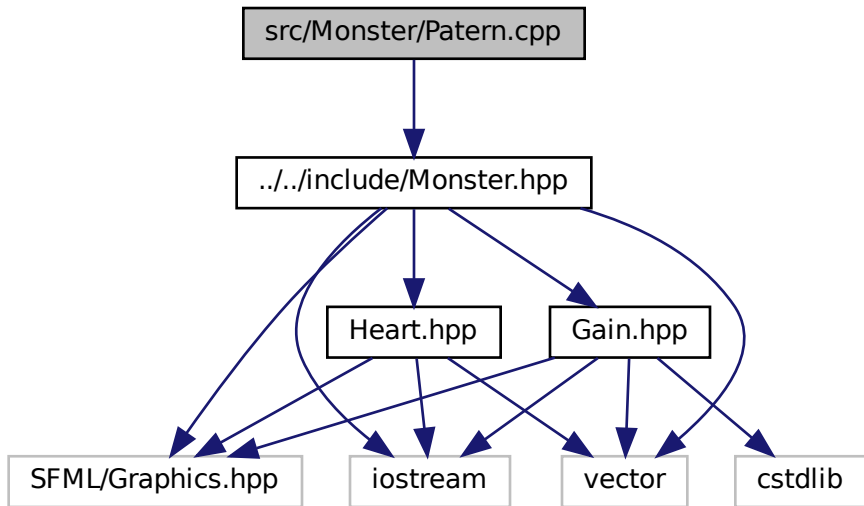 src/Monster/Patern.cpp
../../include/Monster.hpp
Heart.hpp
Gain.hpp
SFML/Graphics.hpp
iostream
vector
cstdlib